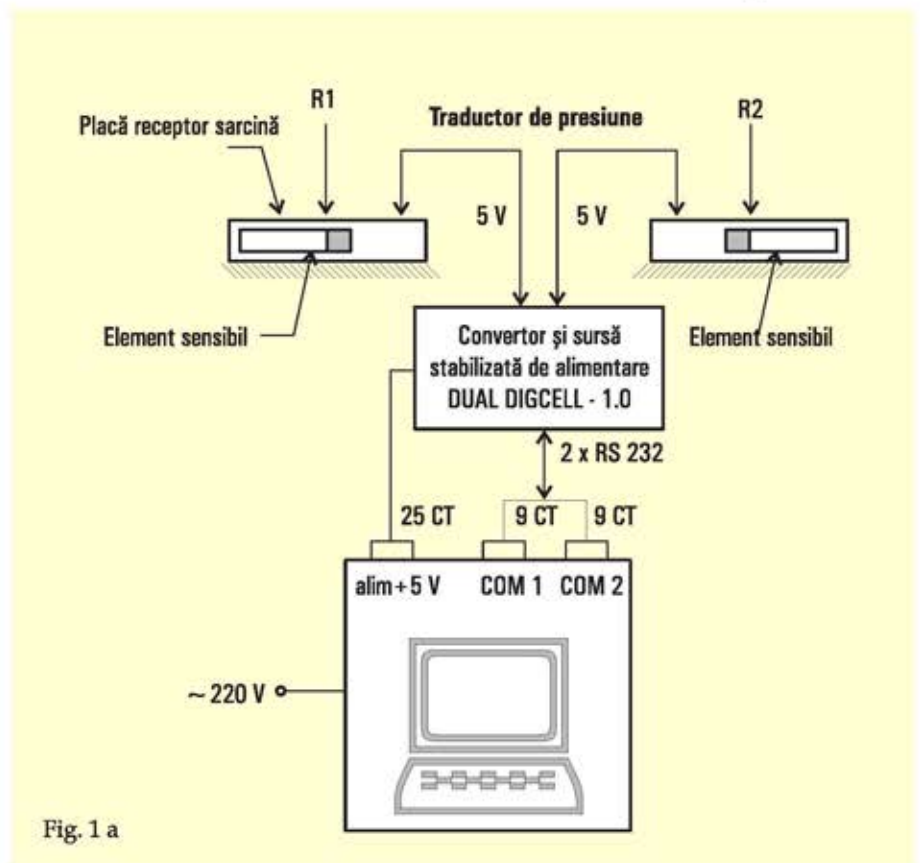 R1
Traductor de presiune
R2
Placă receptor sarcină
5 V
5 V
Element sensibil
Convertor și sursă
stabilizată de alimentare
DUAL DIGCELL - 1.0
Element sensibil
2 x RS 232
25 CT
9 CT
9 CT
alim + 5 V
COM 1
COM 2
~ 220 V
Fig. 1 a